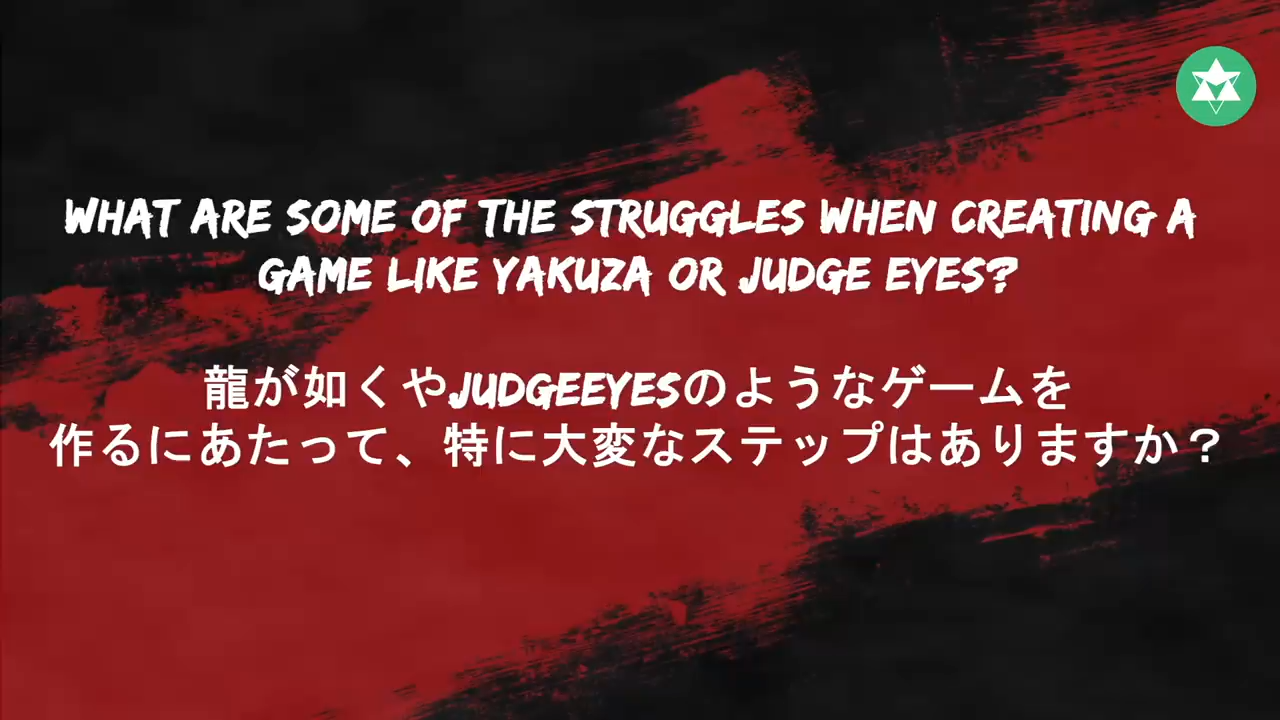 WHAT ARE SOME OF THE STRUGGLES WHEN CREATING A
GAME LIKE YAKUZA OR JUDGE EYES?
龍が如くやJUDGEEYESのようなゲームを
作るにあたって、特に大変なステップはありますか？